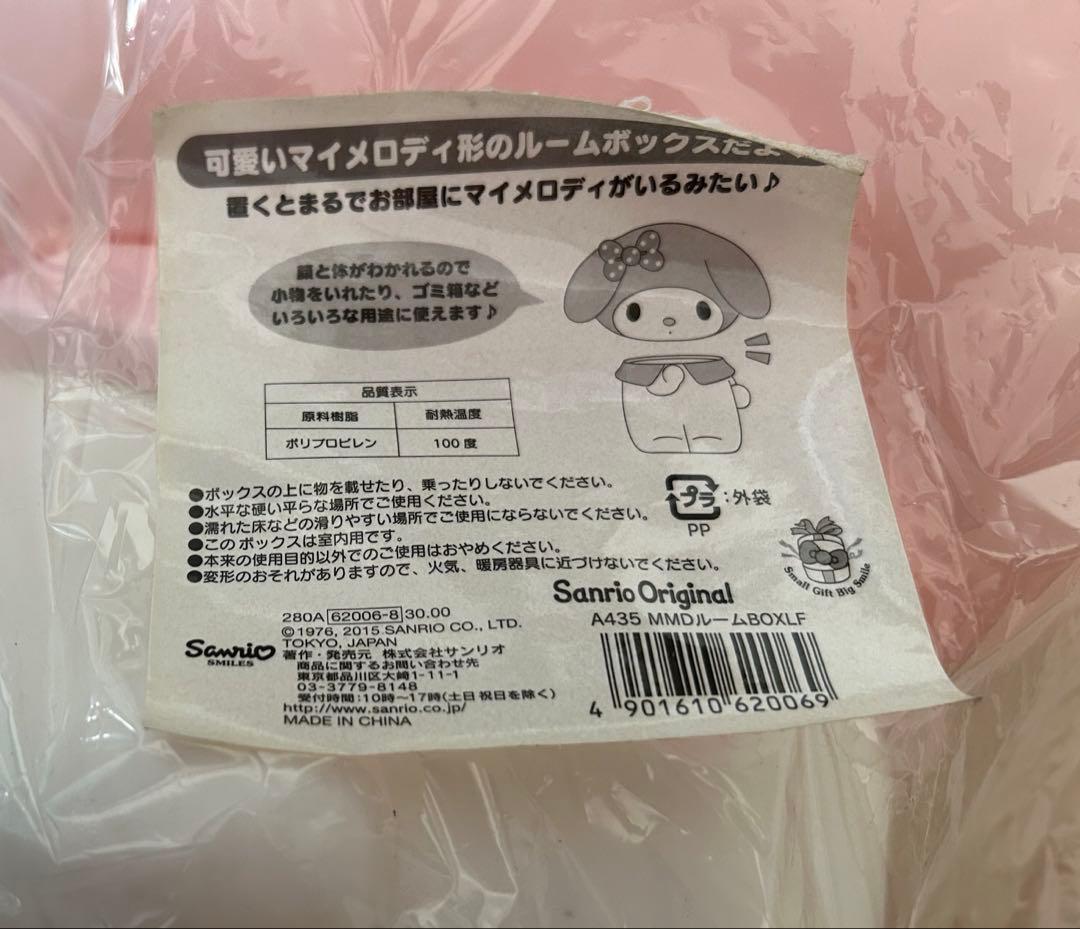 可愛いマイメロディ形のルームボックスだよ
置くとまるでお部屋にマイメロディがいるみたい♪
顔と体がわかれるので
小物をいれたり、ゴミ箱など
いろいろな用途に使えます♪
品質表示
原料樹脂 耐熱温度
ポリプロピレン 100度
●ボックスの上に物を載せたり、乗ったりしないでください。
●水平な硬い平らな場所でご使用ください。
●濡れた床などの滑りやすい場所でご使用にならないでください。
●このボックスは室内用です。
●本来の使用目的以外でのご使用はおやめください。
●変形のおそれがありますので、火気、暖房器具に近づけないでください。
プラ:外袋
PP
Small Gift Big Smile
Sanrio Original
A435 MMDルームBOXLF
4 901610 620069
280A 62006-8 30.00
©1976, 2015 SANRIO CO., LTD.
TOKYO, JAPAN
Sanrio
SMILES
著作・発売元 株式会社サンリオ
商品に関するお問い合わせ先
東京都品川区大崎1-11-1
03-3779-8148
受付時間:10時〜17時(土日祝日を除く)
http://www.sanrio.co.jp/
MADE IN CHINA